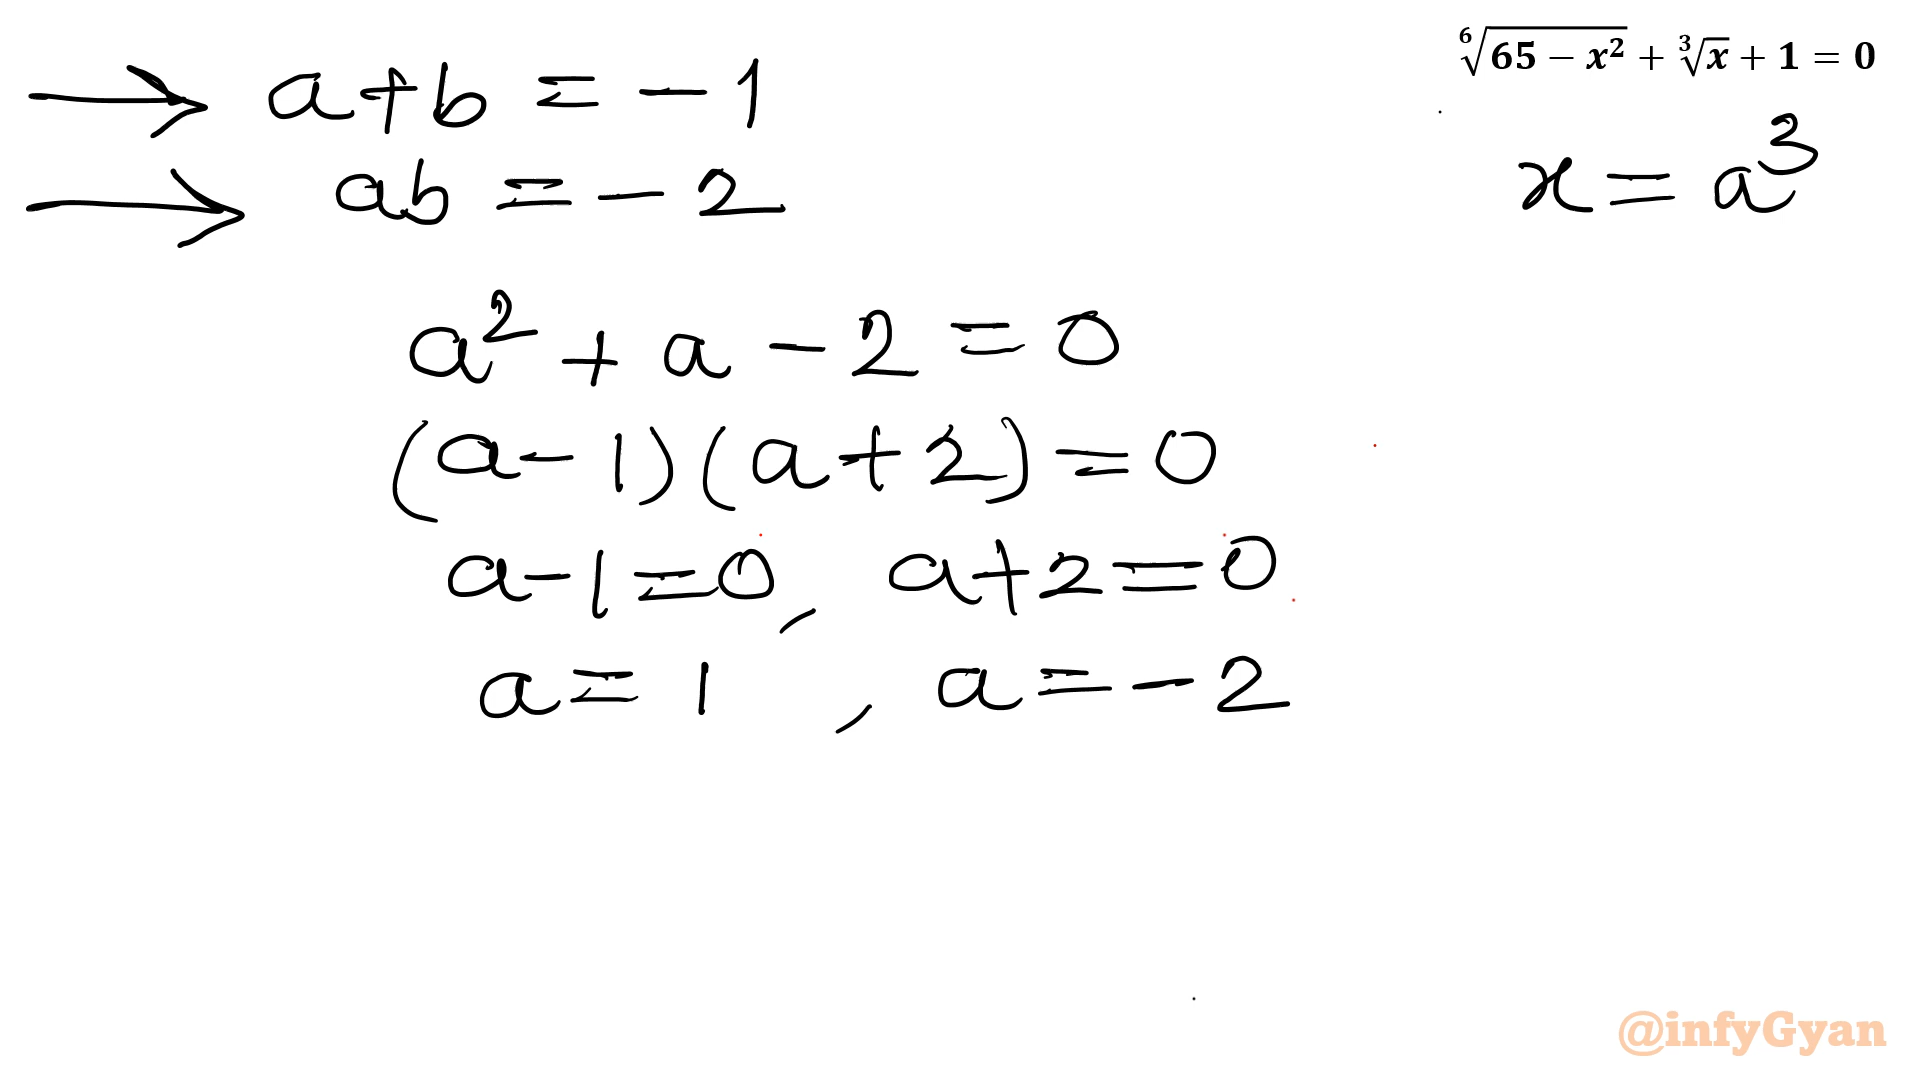 ⁶√(65 − x²) + ³√x + 1 = 0
→ a+b = −1
x = a³
→ ab = −2
a² + a − 2 = 0
(a−1)(a+2) = 0
a−1=0, a+2=0
a=1, a=−2
@infyGyan